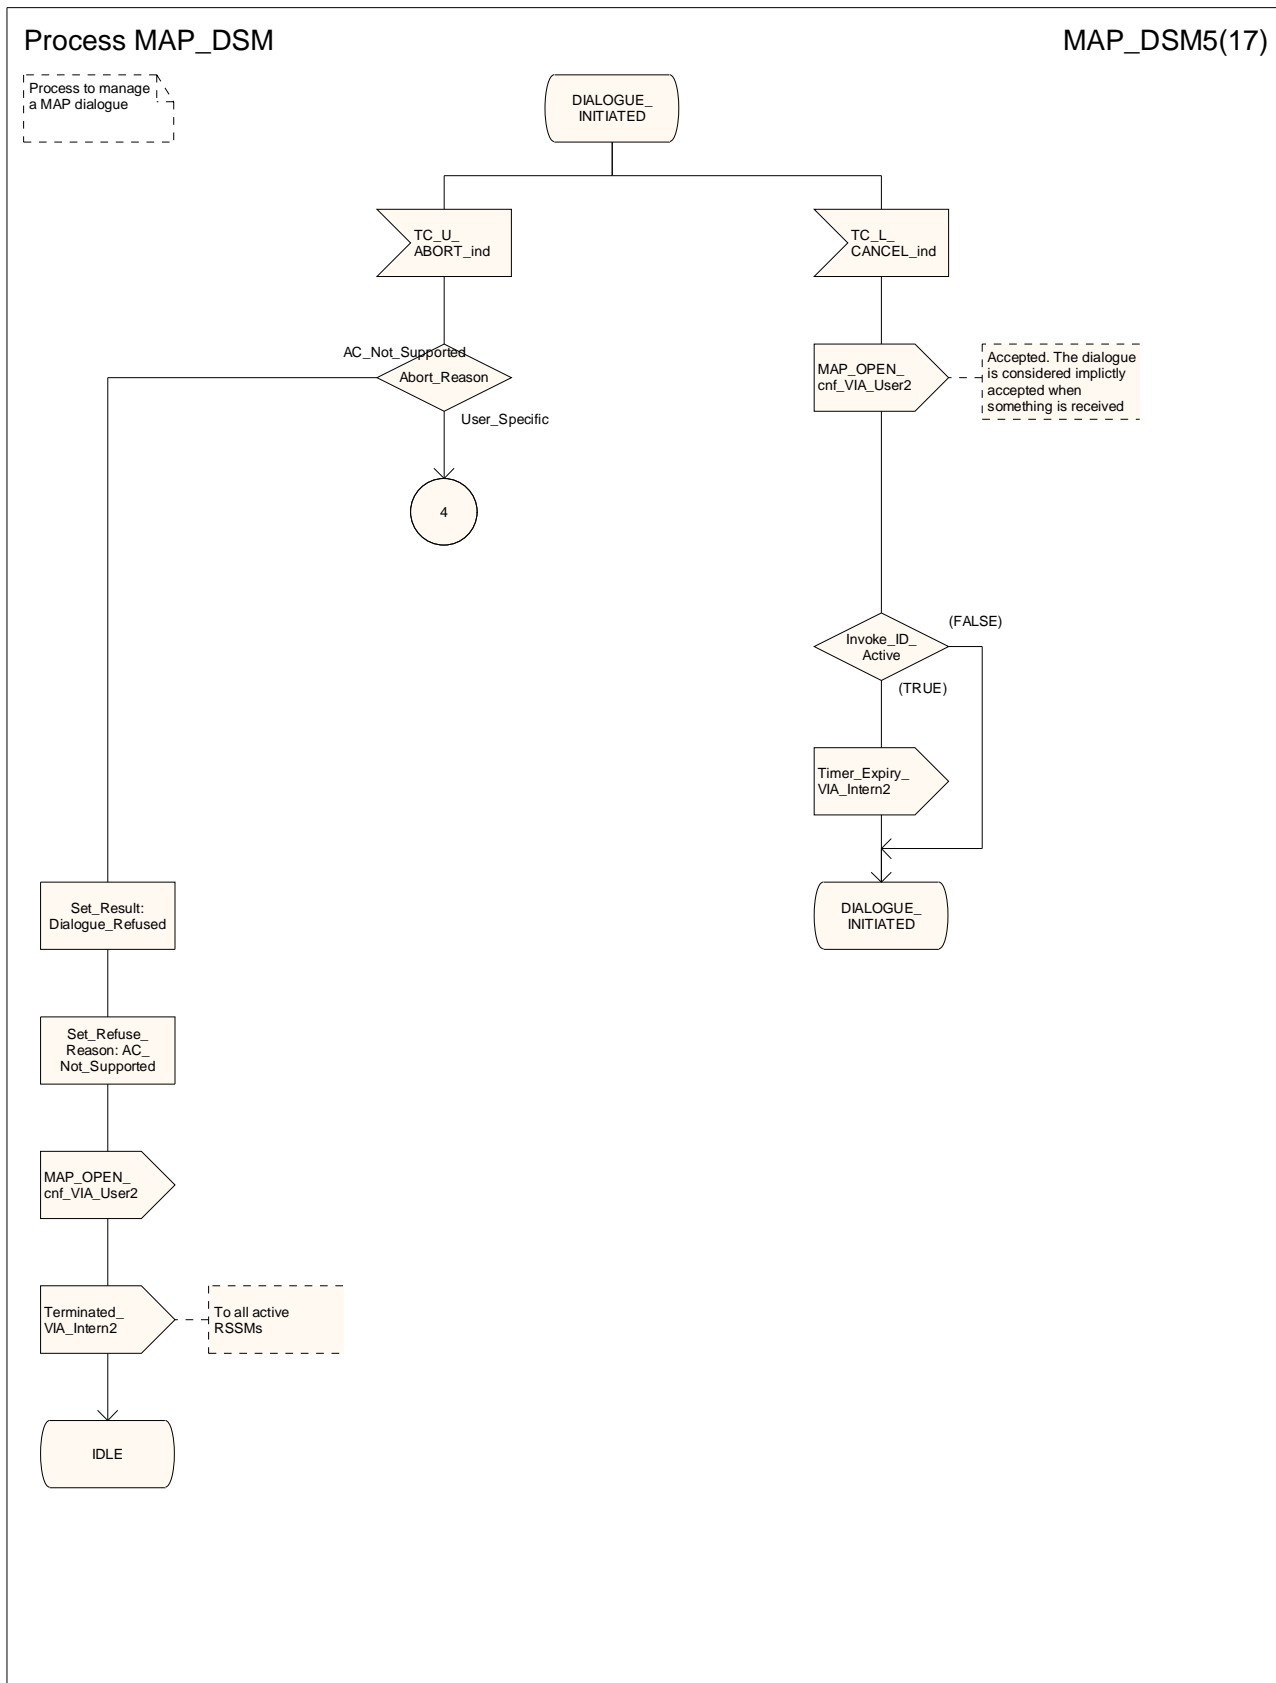 Process MAP_DSM
MAP_DSM5(17)
Process to manage
a MAP dialogue
DIALOGUE_
INITIATED
TC_U_
ABORT_ind
TC_L_
CANCEL_ind
AC_Not_Supported
Abort_Reason
User_Specific
4
MAP_OPEN_
cnf_VIA_User2
Accepted. The dialogue
is considered implictly
accepted when
something is received
Invoke_ID_
Active
(FALSE)
(TRUE)
Timer_Expiry_
VIA_Intern2
DIALOGUE_
INITIATED
Set_Result:
Dialogue_Refused
Set_Refuse_
Reason: AC_
Not_Supported
MAP_OPEN_
cnf_VIA_User2
Terminated_
VIA_Intern2
To all active
RSSMs
IDLE